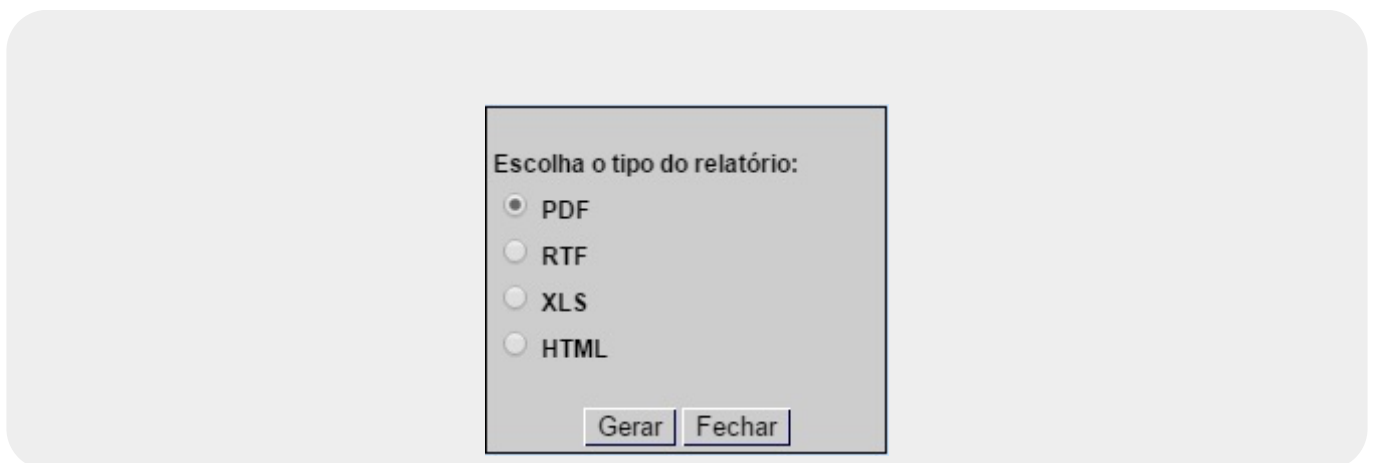 Escolha o tipo do relatório:
PDF
RTF
XLS
HTML
Gerar Fechar